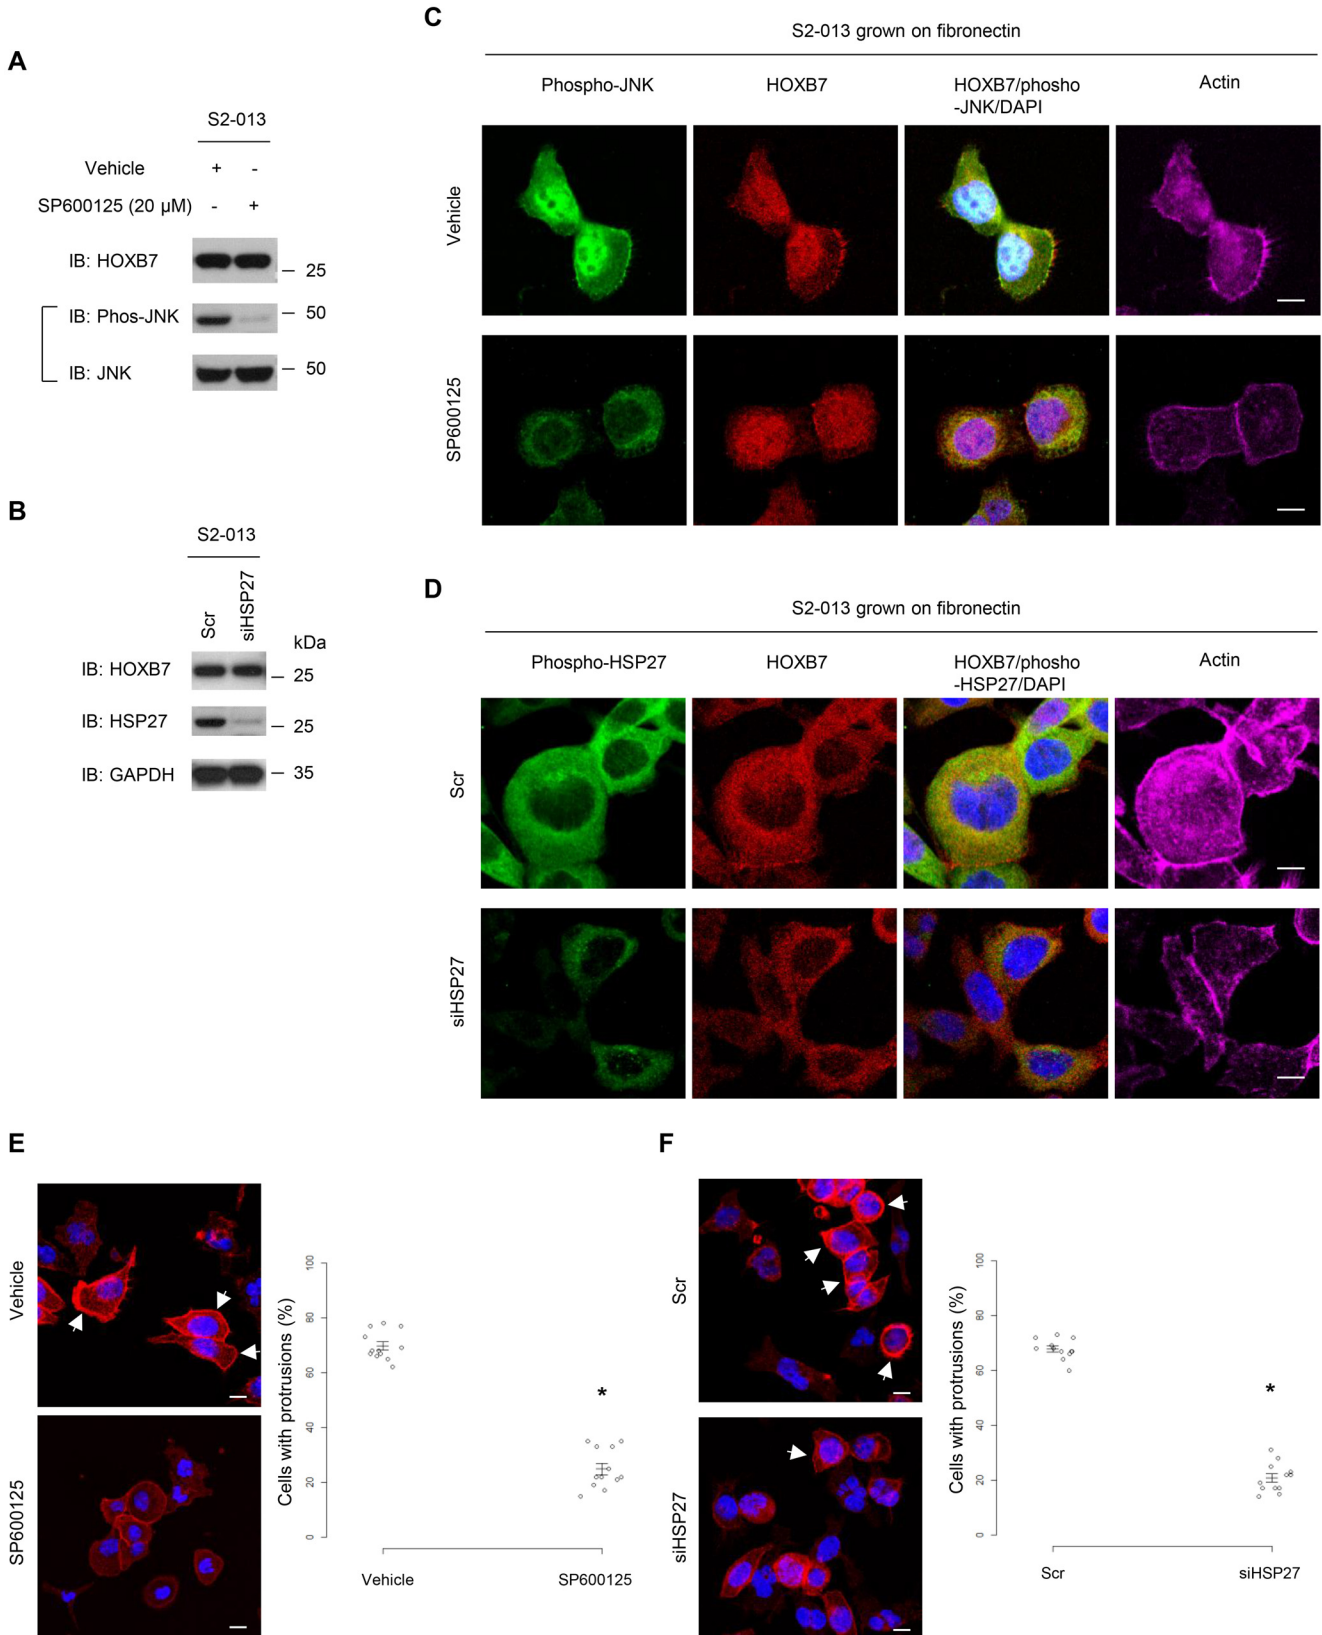 A
S2-013
Vehicle + -
SP600125 (20 µM) - +
IB: HOXB7
25
IB: Phos-JNK
50
IB: JNK
50
B
S2-013
Scr siHSP27
kDa
IB: HOXB7
25
IB: HSP27
25
IB: GAPDH
35
C
S2-013 grown on fibronectin
Phospho-JNK HOXB7 HOXB7/phosho Actin
-JNK/DAPI
Vehicle
SP600125
D
S2-013 grown on fibronectin
Phospho-HSP27 HOXB7 HOXB7/phosho Actin
-HSP27/DAPI
Scr
siHSP27
E
Vehicle
SP600125
Cells with protrusions (%)
100
80
60
40
20
0
*
Vehicle SP600125
F
Scr
siHSP27
Cells with protrusions (%)
100
80
60
40
20
0
*
Scr siHSP27